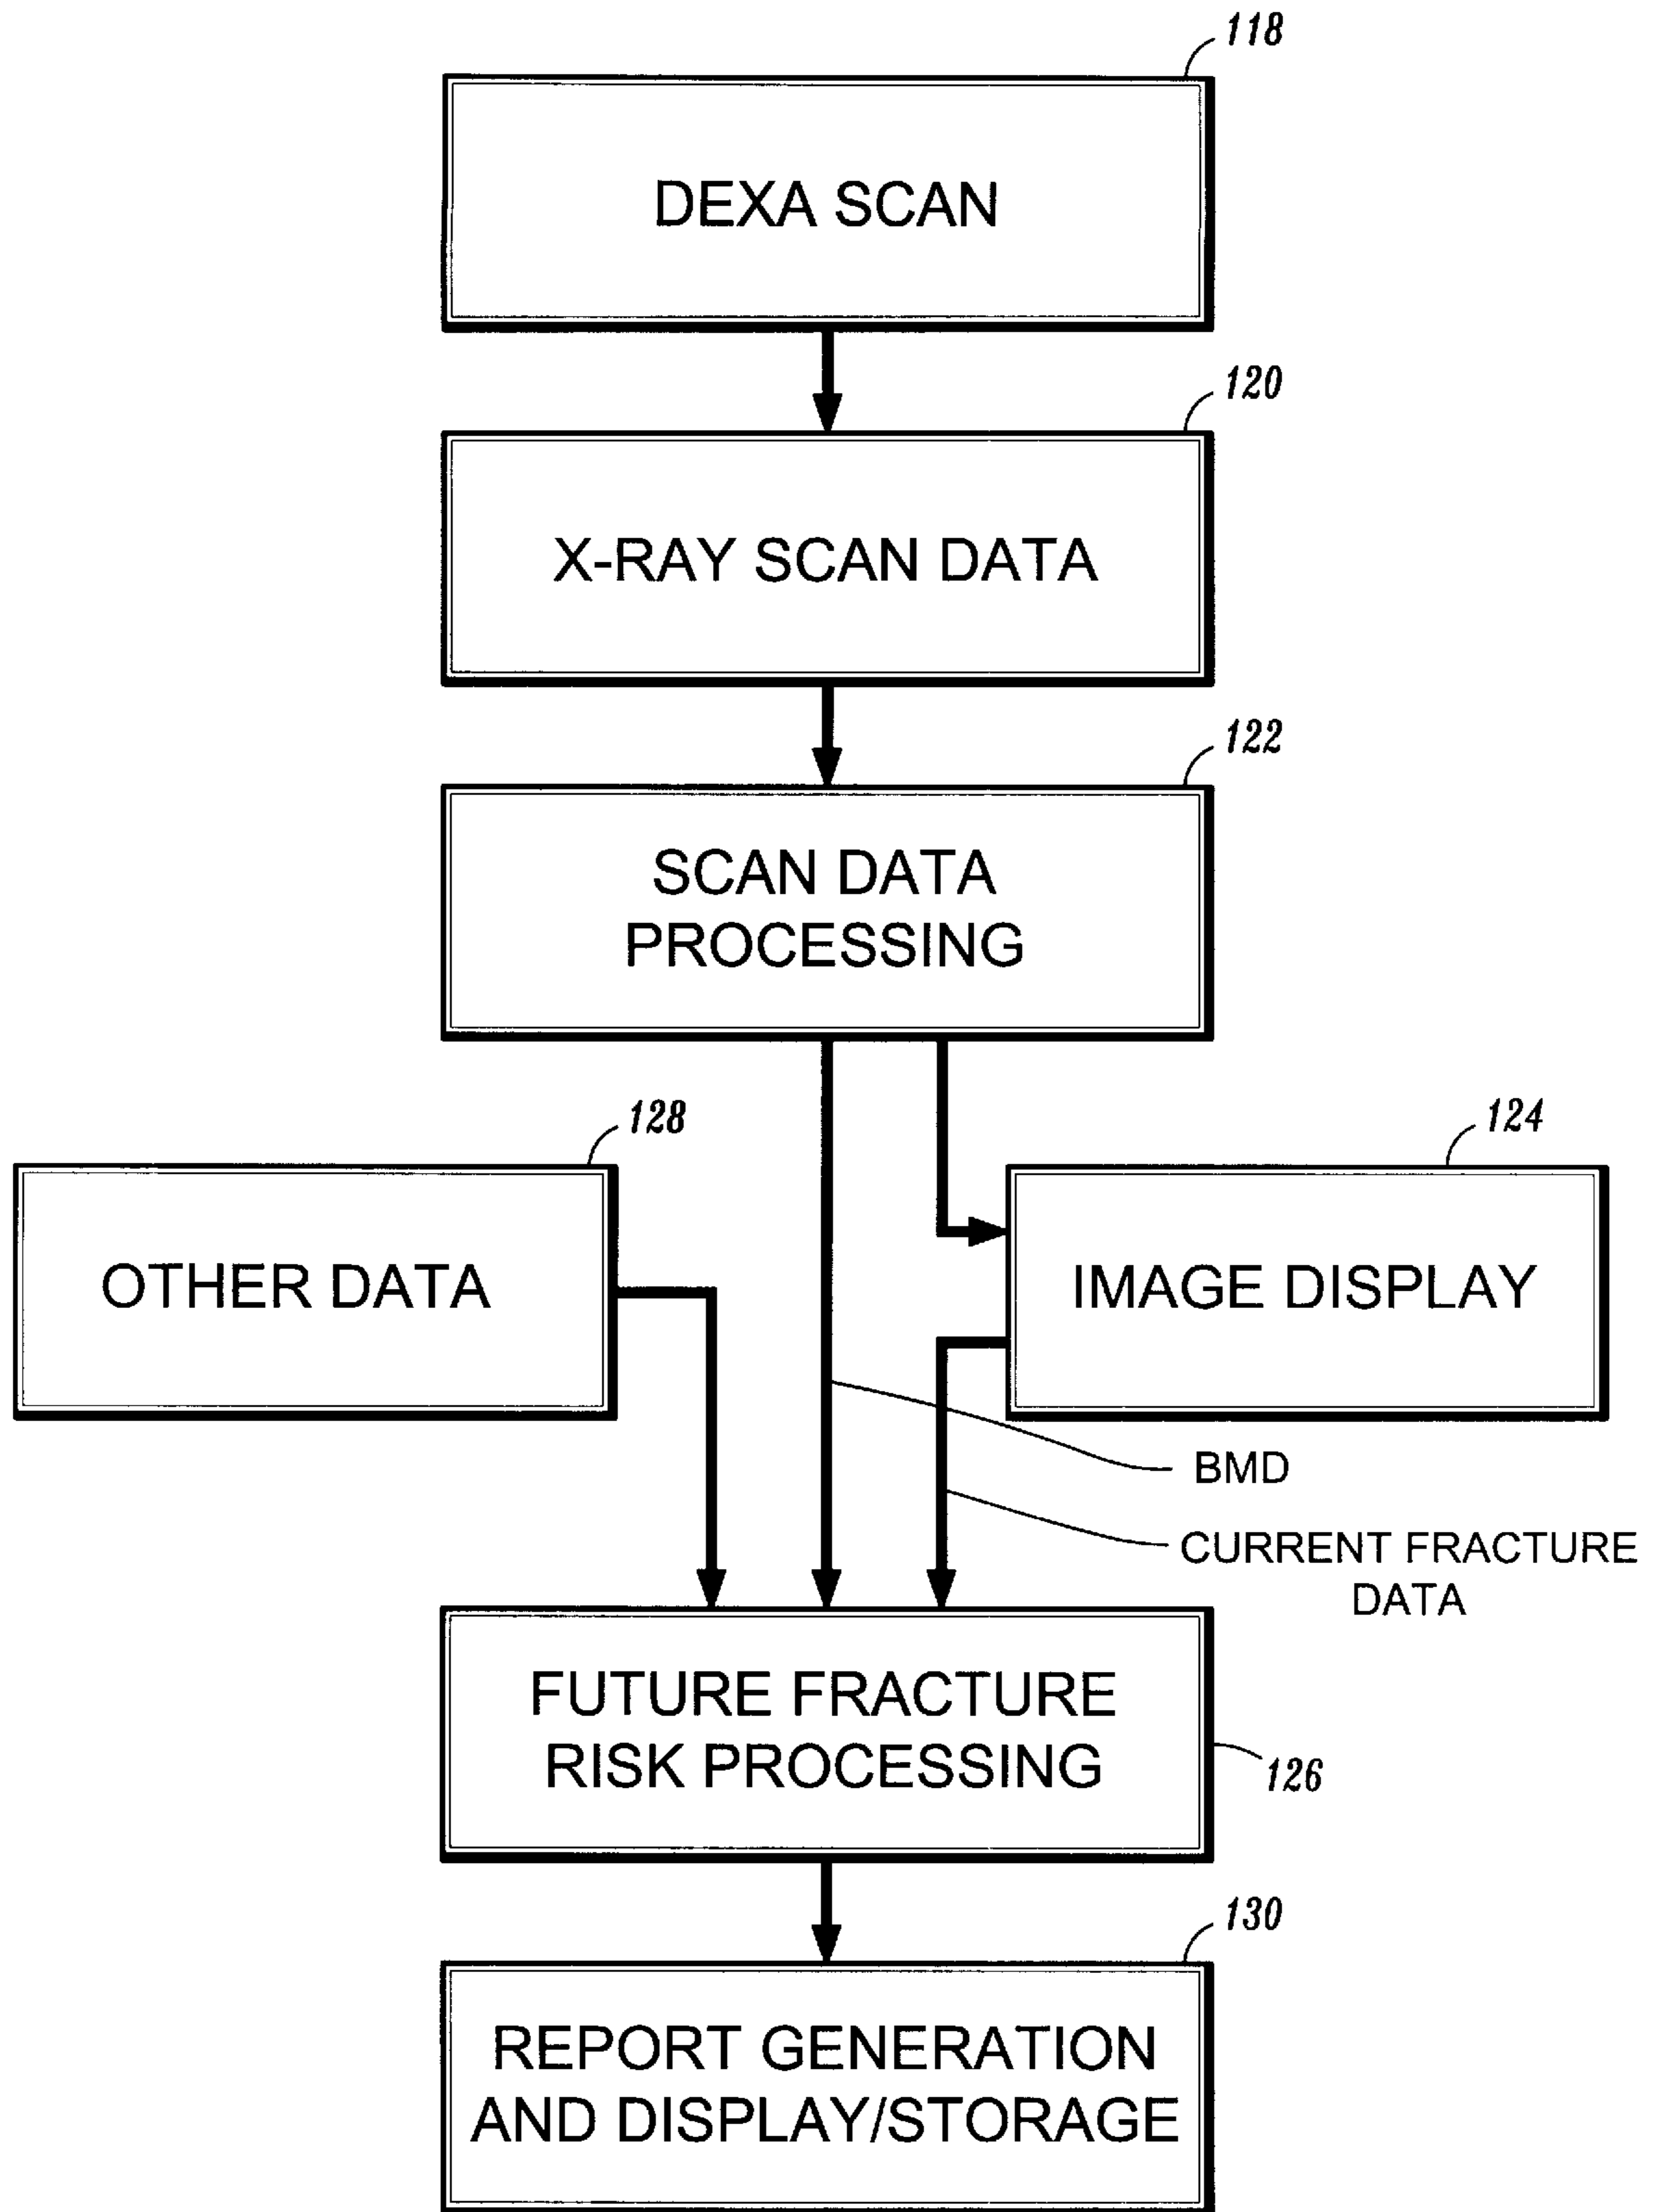 118
DEXA SCAN
120
X-RAY SCAN DATA
122
SCAN DATA
PROCESSING
128
124
OTHER DATA
IMAGE DISPLAY
BMD
CURRENT FRACTURE
DATA
FUTURE FRACTURE
RISK PROCESSING
126
130
REPORT GENERATION
AND DISPLAY/STORAGE